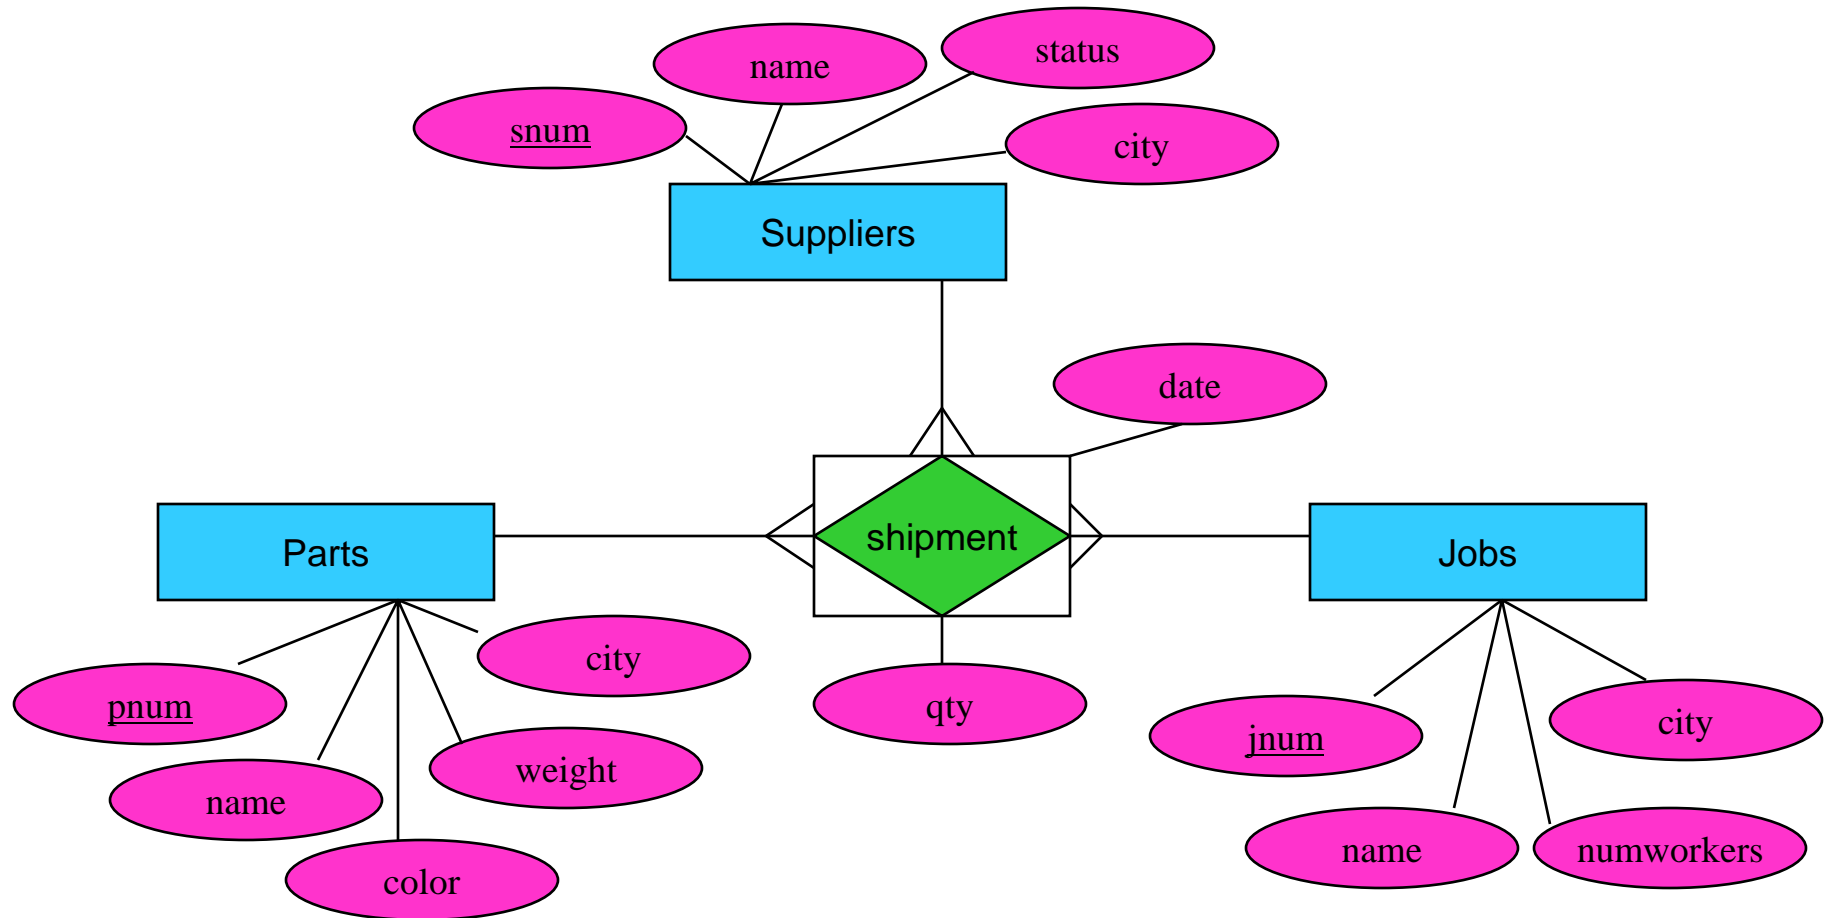 status
name
snum
city
Suppliers
date
shipment
Parts
Jobs
city
pnum
qty
city
jnum
weight
name
name
numworkers
color